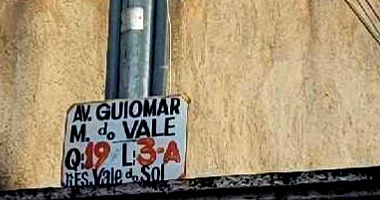 AV. GUIOMAR
M. do VALE
Q:19 L:3-A
RES. Vale do Sol